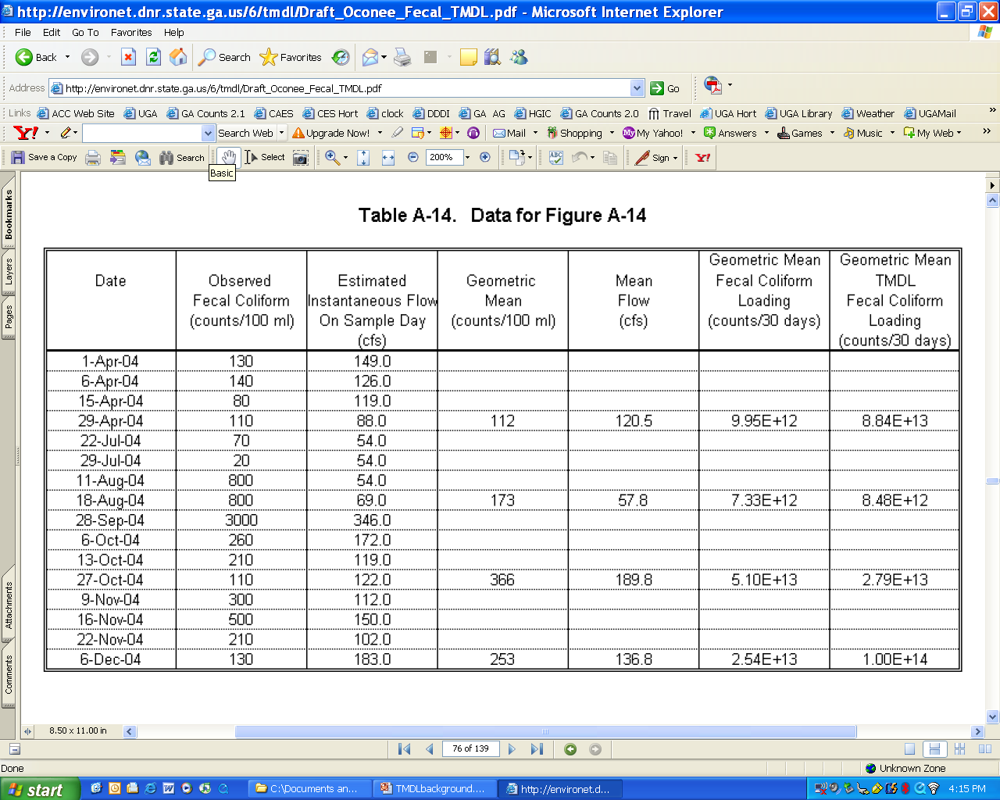 http://environet.dnr.state.ga.us/6/tmdl/Draft_Oconee_Fecal_TMDL.pdf - Microsoft Internet Explorer
File Edit Go To Favorites Help
Back Search Favorites
Address http://environet.dnr.state.ga.us/6/tmdl/Draft_Oconee_Fecal_TMDL.pdf Go
Links ACC Web Site UGA GA Counts 2.1 CAES CES Hort clock DDDI GA AG HGIC GA Counts 2.0 Travel UGA Hort UGA Library Weather UGAMail »
Y! Search Web Upgrade Now! Mail Shopping My Yahoo! Answers Games Music My Web »
Save a Copy Search Select 200% Sign Y!
Basic
Bookmarks
Layers
Pages
Attachments
Comments
Table A-14. Data for Figure A-14
Date
Observed
Fecal Coliform
(counts/100 ml)
Estimated
Instantaneous Flow
On Sample Day
(cfs)
Geometric
Mean
(counts/100 ml)
Mean
Flow
(cfs)
Geometric Mean
Fecal Coliform
Loading
(counts/30 days)
Geometric Mean
TMDL
Fecal Coliform
Loading
(counts/30 days)
1-Apr-04 130 149.0
6-Apr-04 140 126.0
15-Apr-04 80 119.0
29-Apr-04 110 88.0 112 120.5 9.95E+12 8.84E+13
22-Jul-04 70 54.0
29-Jul-04 20 54.0
11-Aug-04 800 54.0
18-Aug-04 800 69.0 173 57.8 7.33E+12 8.48E+12
28-Sep-04 3000 346.0
6-Oct-04 260 172.0
13-Oct-04 210 119.0
27-Oct-04 110 122.0 366 189.8 5.10E+13 2.79E+13
9-Nov-04 300 112.0
16-Nov-04 500 150.0
22-Nov-04 210 102.0
6-Dec-04 130 183.0 253 136.8 2.54E+13 1.00E+14
8.50 x 11.00 in
76 of 139
Done Unknown Zone
start C:\Documents an... TMDLbackground.... http://environet.d... 4:15 PM